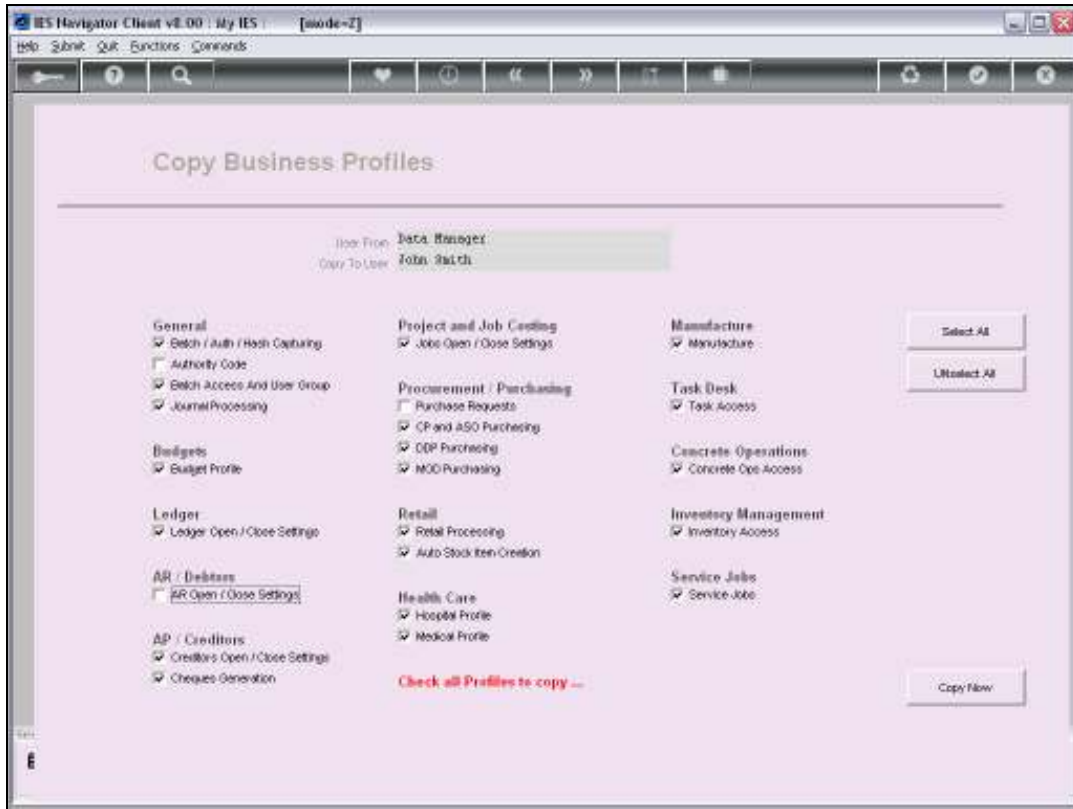 IES Navigator Client v8.00 : My IES : [mode=Z]
Help Submit Quit Functions Commands
Copy Business Profiles
User From Data Manager
Copy To User John Smith
General
Batch / Auth / Hash Capturing
Authority Code
Batch Access And User Group
Journal Processing
Budgets
Budget Profile
Ledger
Ledger Open / Close Settings
AR / Debtors
AR Open / Close Settings
AP / Creditors
Creditors Open / Close Settings
Cheques Generation
Project and Job Costing
Jobs Open / Close Settings
Procurement / Purchasing
Purchase Requests
CP and ASO Purchasing
DDP Purchasing
MOD Purchasing
Retail
Retail Processing
Auto Stock Item Creation
Health Care
Hospital Profile
Medical Profile
Check all Profiles to copy ...
Manufacture
Manufacture
Task Desk
Task Access
Concrete Operations
Concrete Ops Access
Inventory Management
Inventory Access
Service Jobs
Service Jobs
Select All
UNselect All
Copy Now